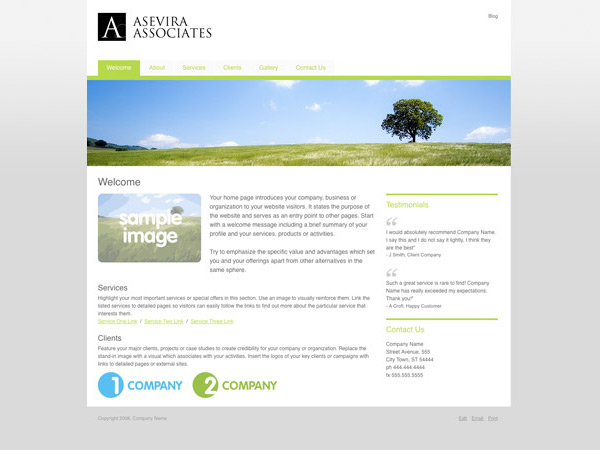 A
ASEVIRA
ASSOCIATES
Blog
Welcome
About
Services
Clients
Gallery
Contact Us
Welcome
sample
image
Your home page introduces your company, business or
organization to your website visitors. It states the purpose of
the website and serves as an entry point to other pages. Start
with a welcome message including a brief summary of your
profile and your services, products or activities.
Try to emphasize the specific value and advantages which set
you and your offerings apart from other alternatives in the
same sphere.
Services
Highlight your most important services or special offers in this section. Use an image to visually reinforce them. Link the
listed services to detailed pages so visitors can easily follow the links to find out more about the particular service that
interests them.
Service One Link / Service Two Link / Service Three Link
Clients
Feature your major clients, projects or case studies to create credibility for your company or organization. Replace the
stand-in image with a visual which associates with your activities. Insert the logos of your key clients or campaigns with
links to detailed pages or external sites.
1 COMPANY
2 COMPANY
Testimonials
“
I would absolutely recommend Company Name.
I say this and I do not say it lightly, I think they
are the best"
- J Smith, Client Company
“
Such a great service is rare to find! Company
Name has really exceeded my expectations.
Thank you!"
- A Croft, Happy Customer
Contact Us
Company Name
Street Avenue, 555
City Town, ST 54444
ph 444.444.4444
fx 555.555.5555
Copyright 2008, Company Name
Edit Email Print